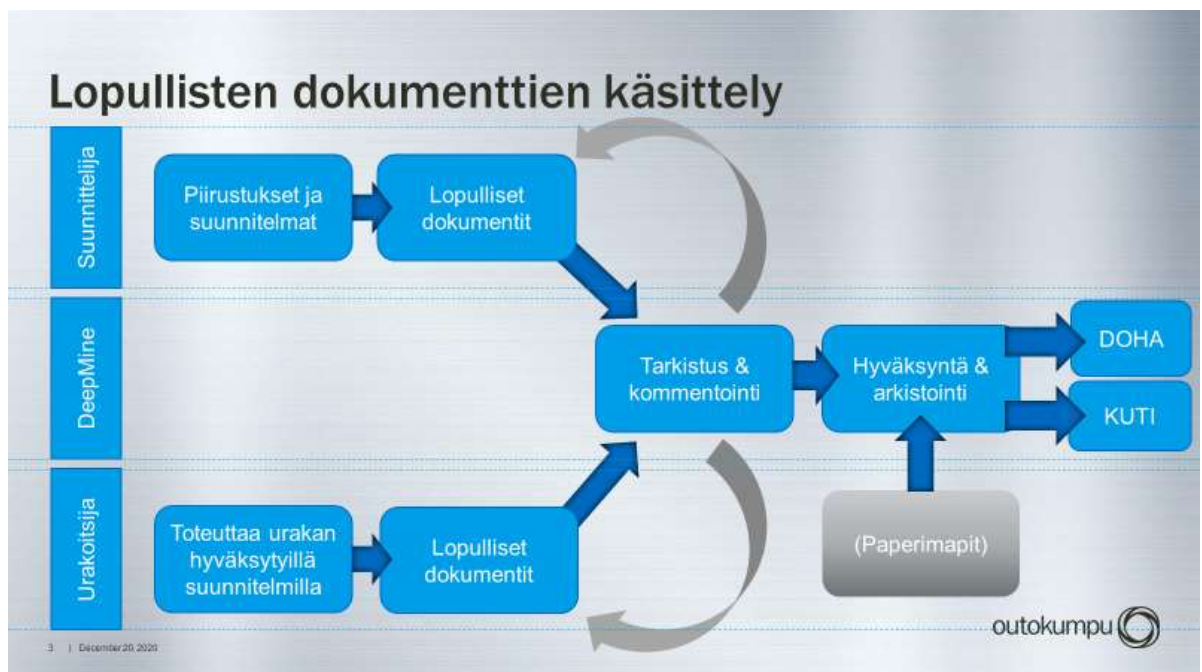 Lopullisten dokumenttien käsittely
Suunnittelija
Piirustukset ja
suunnitelmat
Lopulliset
dokumentit
DeepMine
Tarkistus &
kommentointi
Hyväksyntä &
arkistointi
DOHA
KUTI
Urakoitsija
Toteuttaa urakan
hyväksytyillä
suunnitelmilla
Lopulliset
dokumentit
(Paperimapit)
outokumpu
3 | December 20, 2020